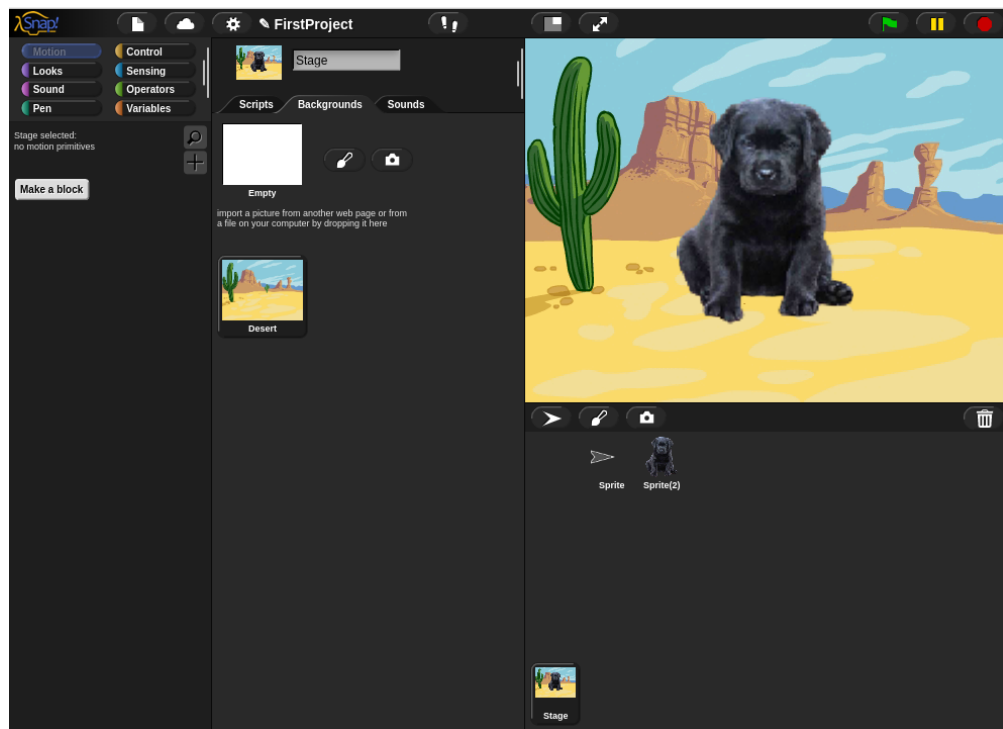 λSnap!
FirstProject
Motion
Control
Looks
Sensing
Sound
Operators
Pen
Variables
Stage selected:
no motion primitives
Make a block
Stage
Scripts
Backgrounds
Sounds
Empty
import a picture from another web page or from
a file on your computer by dropping it here
Desert
Sprite
Sprite(2)
Stage